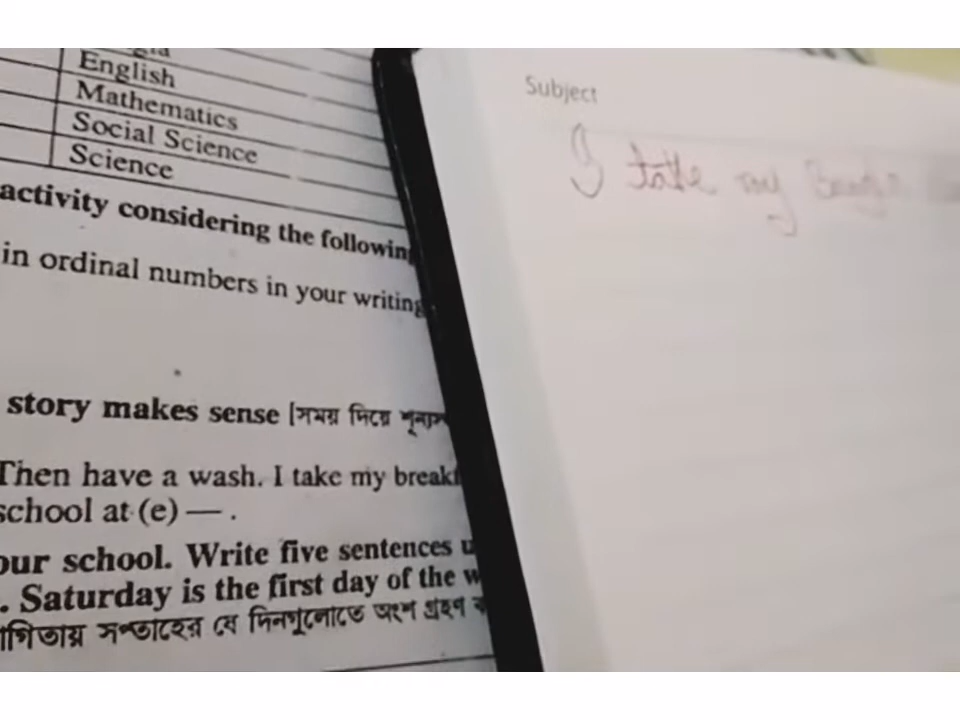 English
Mathematics
Social Science
Science
activity considering the following
in ordinal numbers in your writing
story makes sense [সময় দিয়ে
Then have a wash. I take my
school at (e) — .
our school. Write five sentences
. Saturday is the first day of the
সপ্তাহের যে দিনগুলোতে অংশ গ্রহণ
Subject
I take my